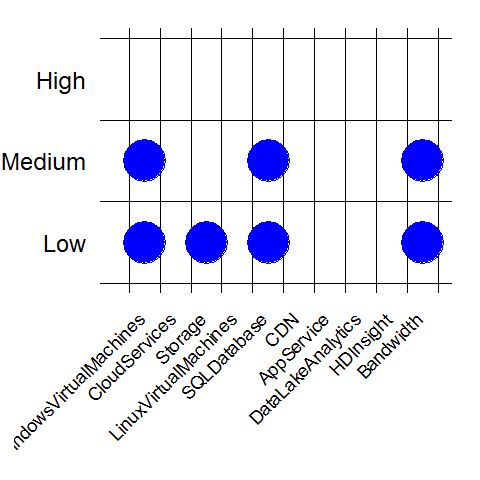 High
Medium
Low
ndowsVirtualMachines
CloudServices
Storage
LinuxVirtualMachines
SQLDatabase
CDN
AppService
DataLakeAnalytics
HDInsight
Bandwidth